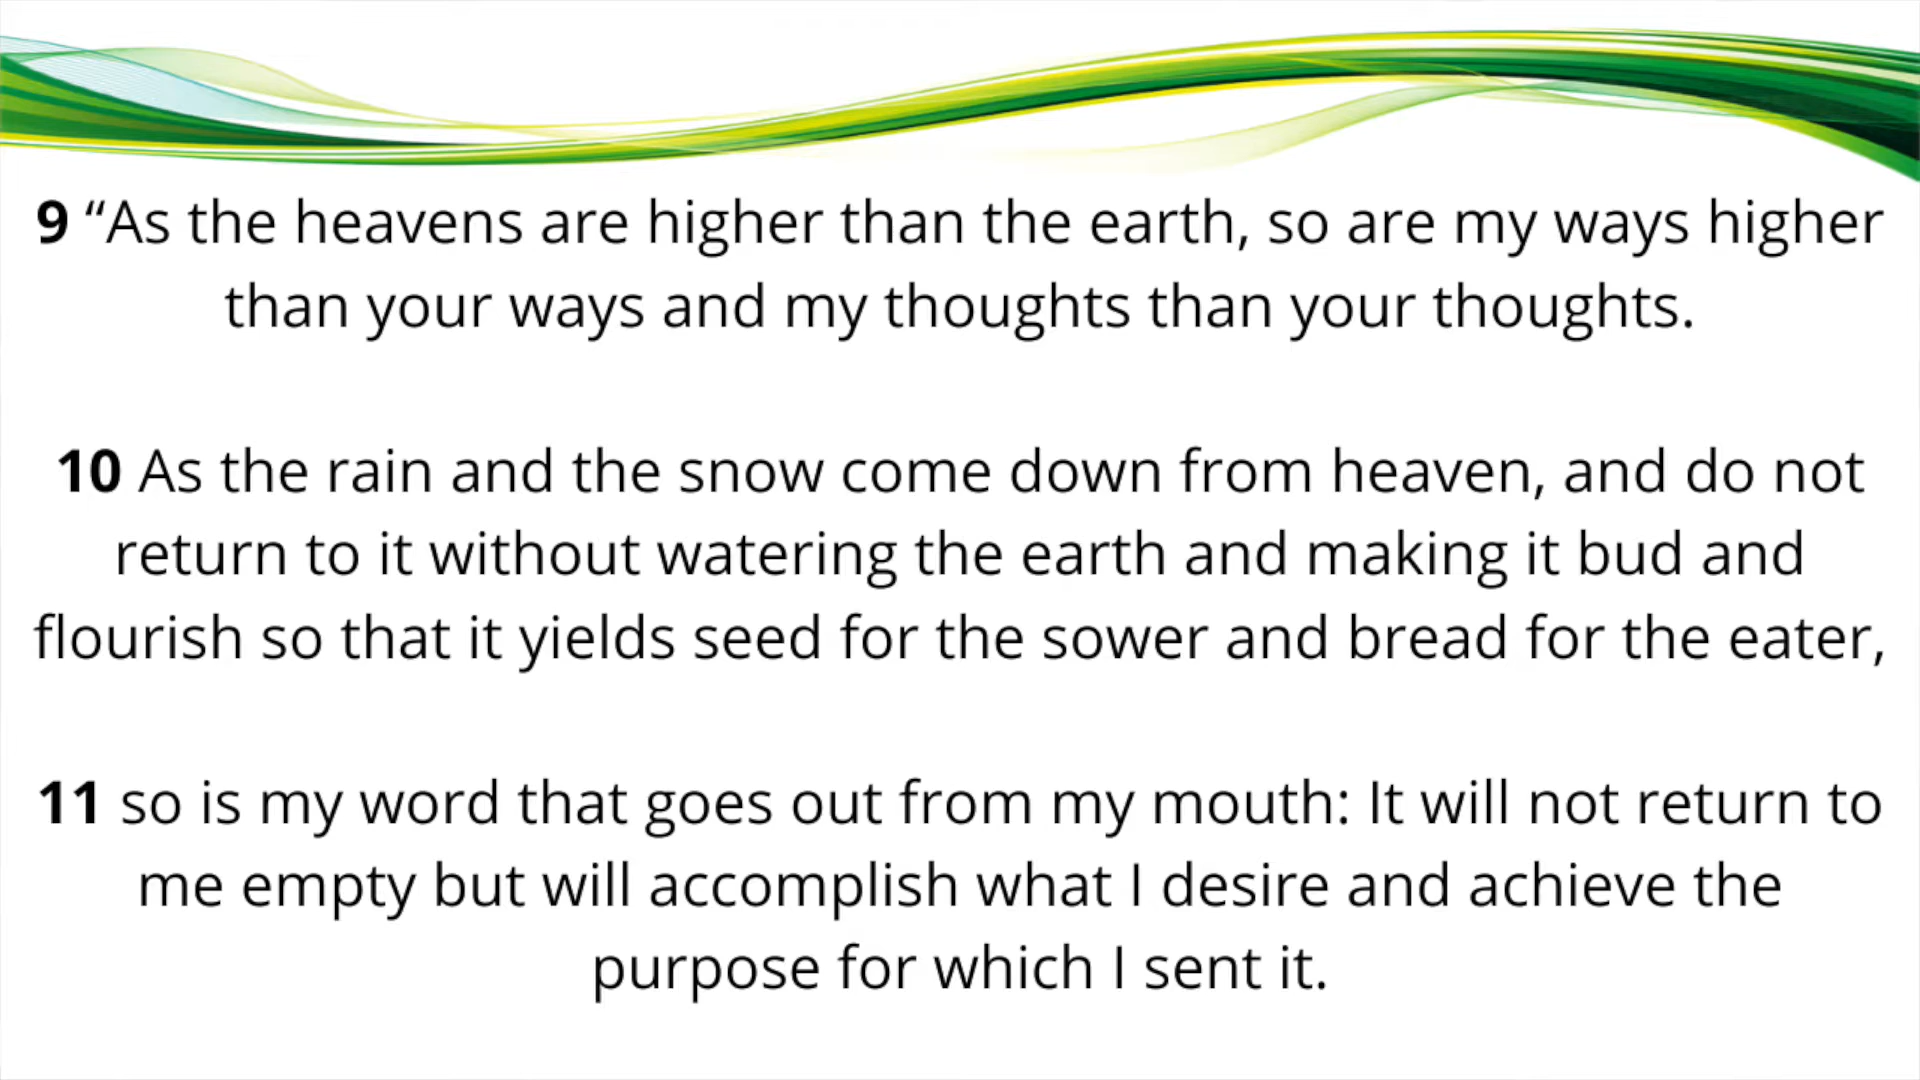 9 “As the heavens are higher than the earth, so are my ways higher
than your ways and my thoughts than your thoughts.
10 As the rain and the snow come down from heaven, and do not
return to it without watering the earth and making it bud and
flourish so that it yields seed for the sower and bread for the eater,
11 so is my word that goes out from my mouth: It will not return to
me empty but will accomplish what I desire and achieve the
purpose for which I sent it.